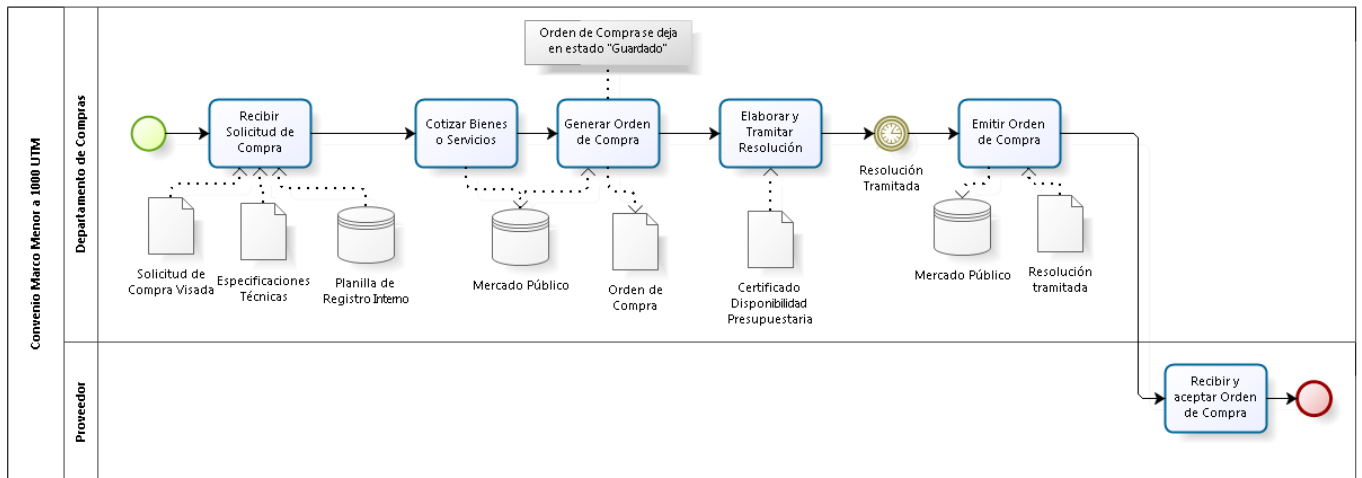 Convenio Marco Menor a 1000 UTM
Departamento de Compras
Orden de Compra se deja
en estado "Guardado"
Recibir
Solicitud de
Compra
Cotizar Bienes
o Servicios
Generar Orden
de Compra
Elaborar y
Tramitar
Resolución
Resolución
Tramitada
Emitir Orden
de Compra
Solicitud de
Compra Visada
Especificaciones
Técnicas
Planilla de
Registro Interno
Mercado Público
Orden de
Compra
Certificado
Disponibilidad
Presupuestaria
Mercado Público
Resolución
tramitada
Proveedor
Recibir y
aceptar Orden
de Compra